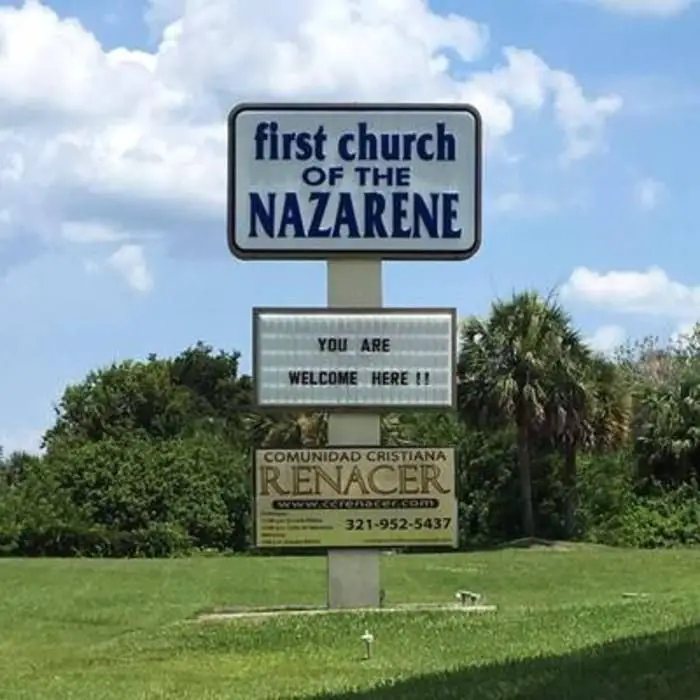 first church
OF THE
NAZARENE
YOU ARE
WELCOME HERE !!
COMUNIDAD CRISTIANA
RENACER
www.ccrenacer.com
321-952-5437